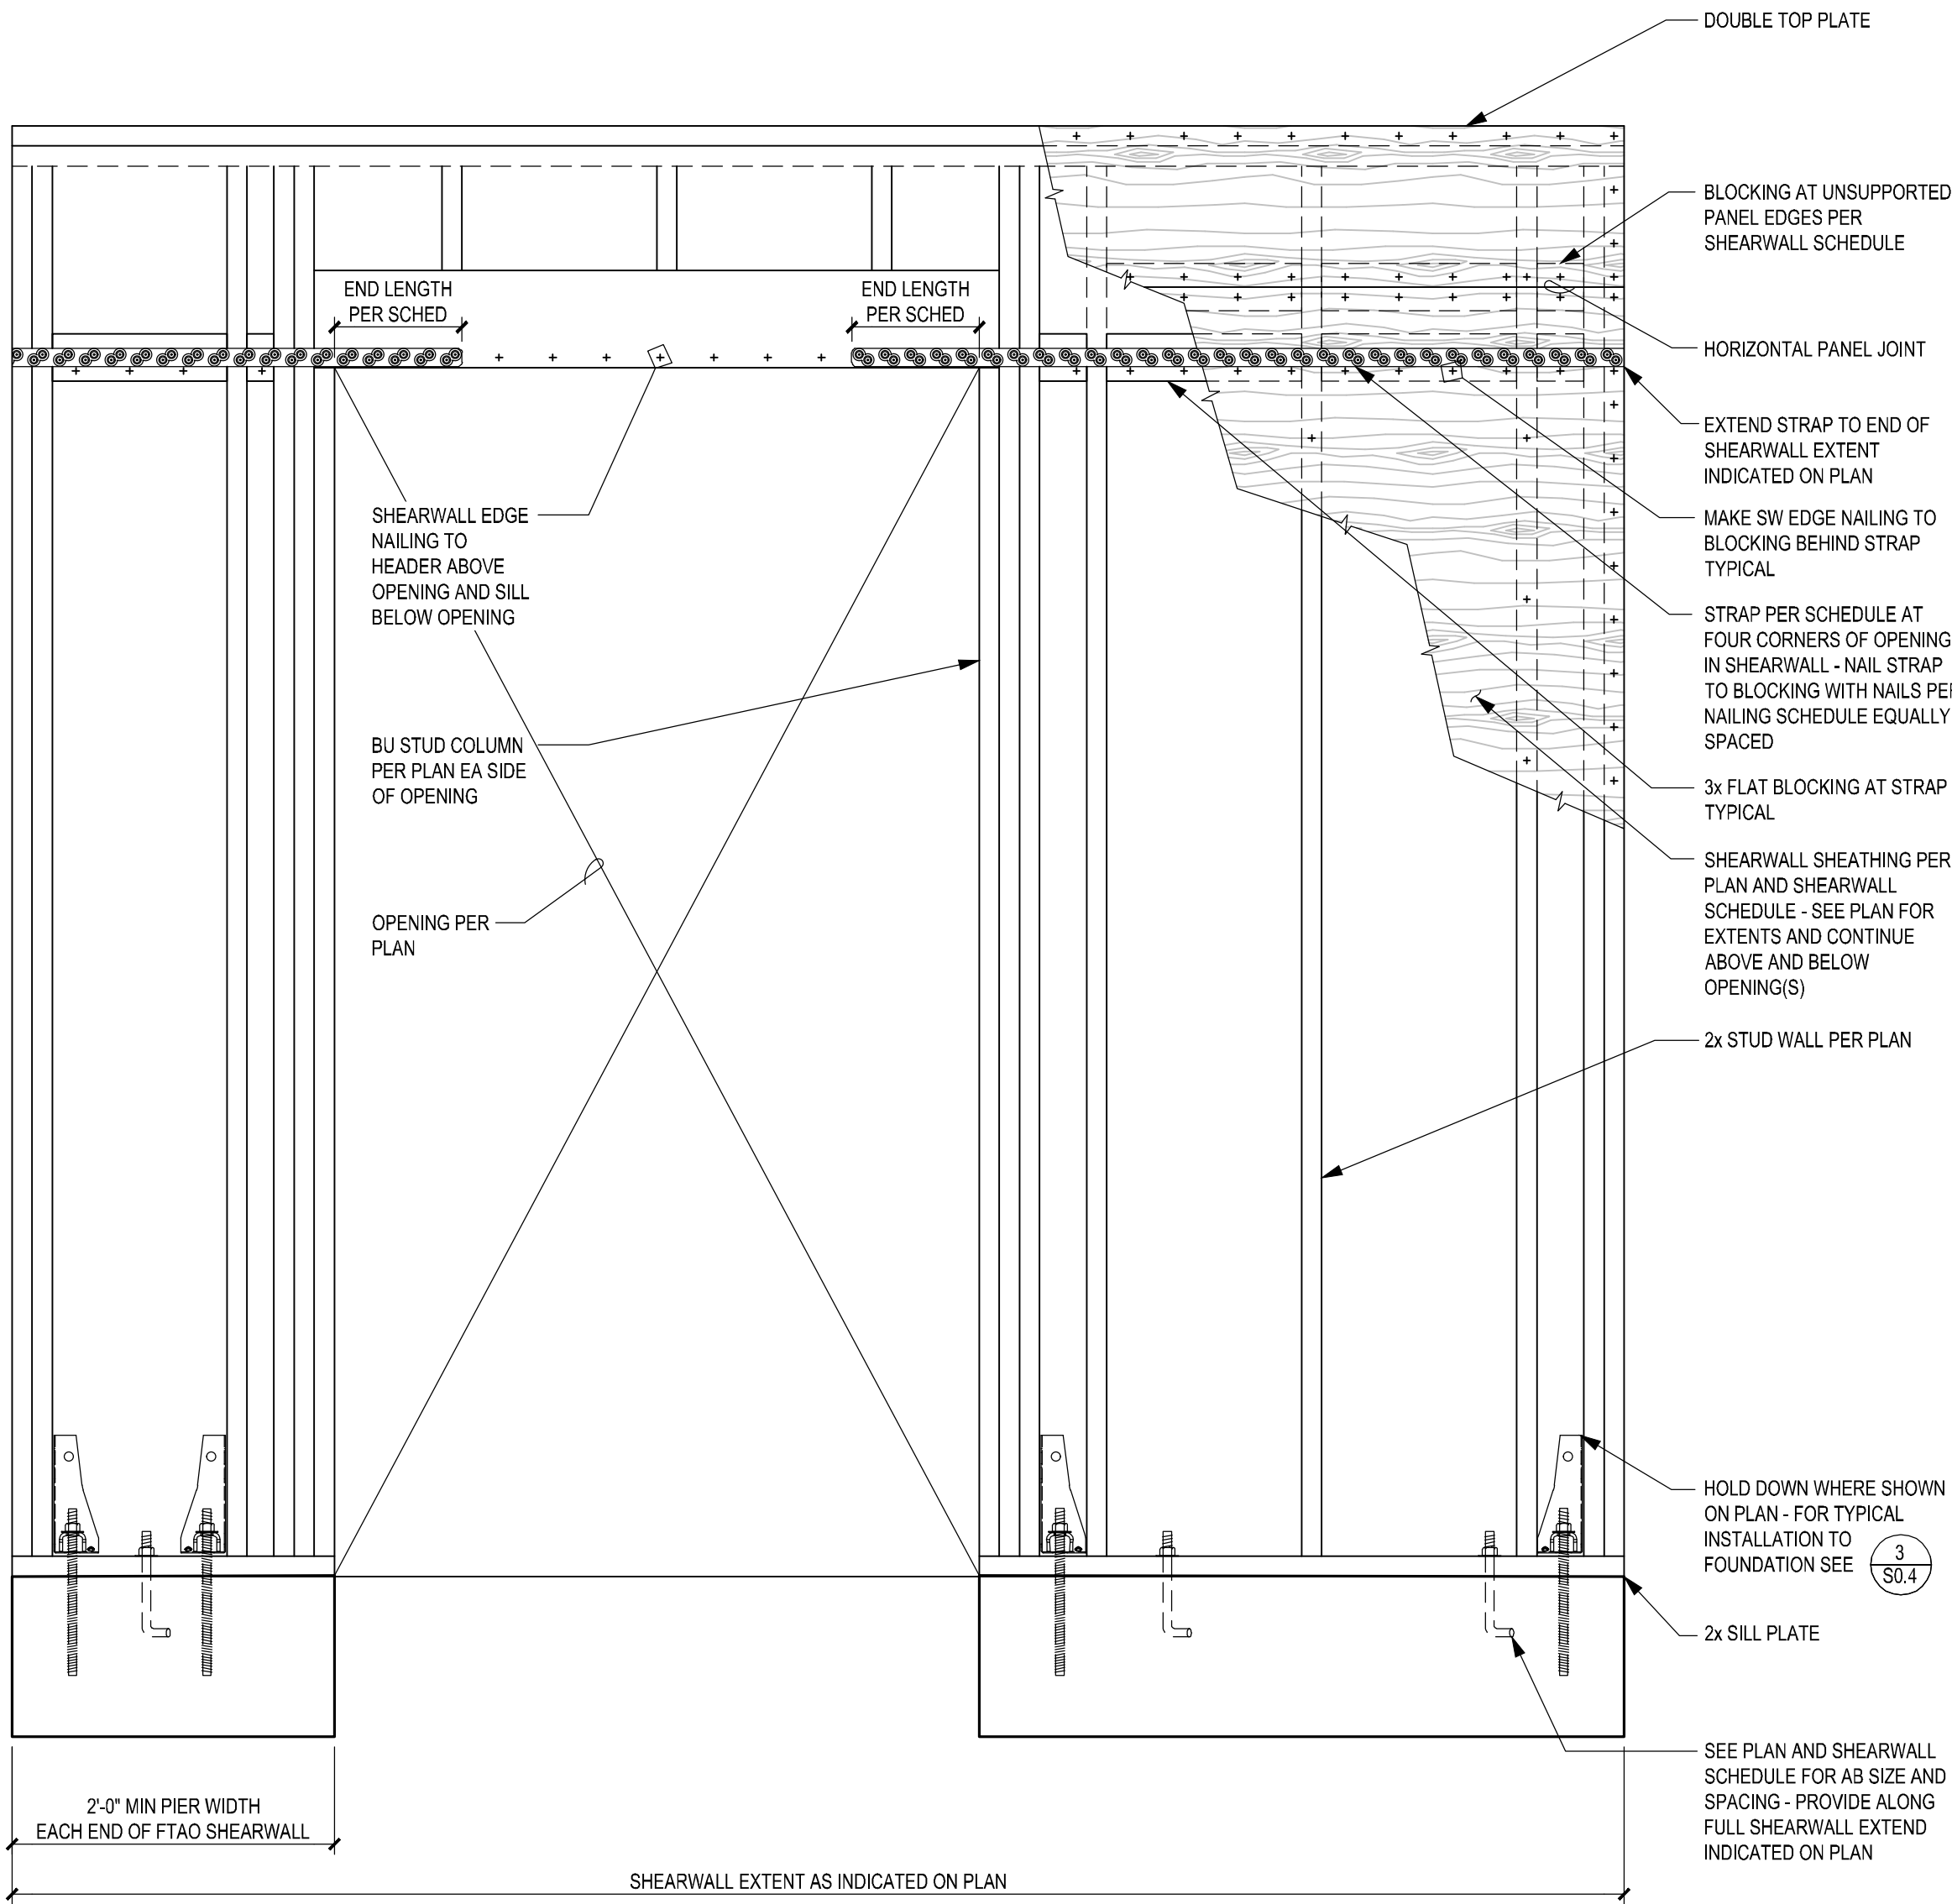 DOUBLE TOP PLATE
BLOCKING AT UNSUPPORTED
PANEL EDGES PER
SHEARWALL SCHEDULE
END LENGTH
PER SCHED
END LENGTH
PER SCHED
HORIZONTAL PANEL JOINT
EXTEND STRAP TO END OF
SHEARWALL EXTENT
INDICATED ON PLAN
SHEARWALL EDGE
NAILING TO
HEADER ABOVE
OPENING AND SILL
BELOW OPENING
MAKE SW EDGE NAILING TO
BLOCKING BEHIND STRAP
TYPICAL
STRAP PER SCHEDULE AT
FOUR CORNERS OF OPENING
IN SHEARWALL - NAIL STRAP
TO BLOCKING WITH NAILS PER
NAILING SCHEDULE EQUALLY
SPACED
BU STUD COLUMN
PER PLAN EA SIDE
OF OPENING
3x FLAT BLOCKING AT STRAP
TYPICAL
SHEARWALL SHEATHING PER
PLAN AND SHEARWALL
SCHEDULE - SEE PLAN FOR
EXTENTS AND CONTINUE
ABOVE AND BELOW
OPENING(S)
OPENING PER
PLAN
2x STUD WALL PER PLAN
HOLD DOWN WHERE SHOWN
ON PLAN - FOR TYPICAL
INSTALLATION TO
FOUNDATION SEE
3
S0.4
2x SILL PLATE
SEE PLAN AND SHEARWALL
SCHEDULE FOR AB SIZE AND
SPACING - PROVIDE ALONG
FULL SHEARWALL EXTEND
INDICATED ON PLAN
2'-0" MIN PIER WIDTH
EACH END OF FTAO SHEARWALL
SHEARWALL EXTENT AS INDICATED ON PLAN